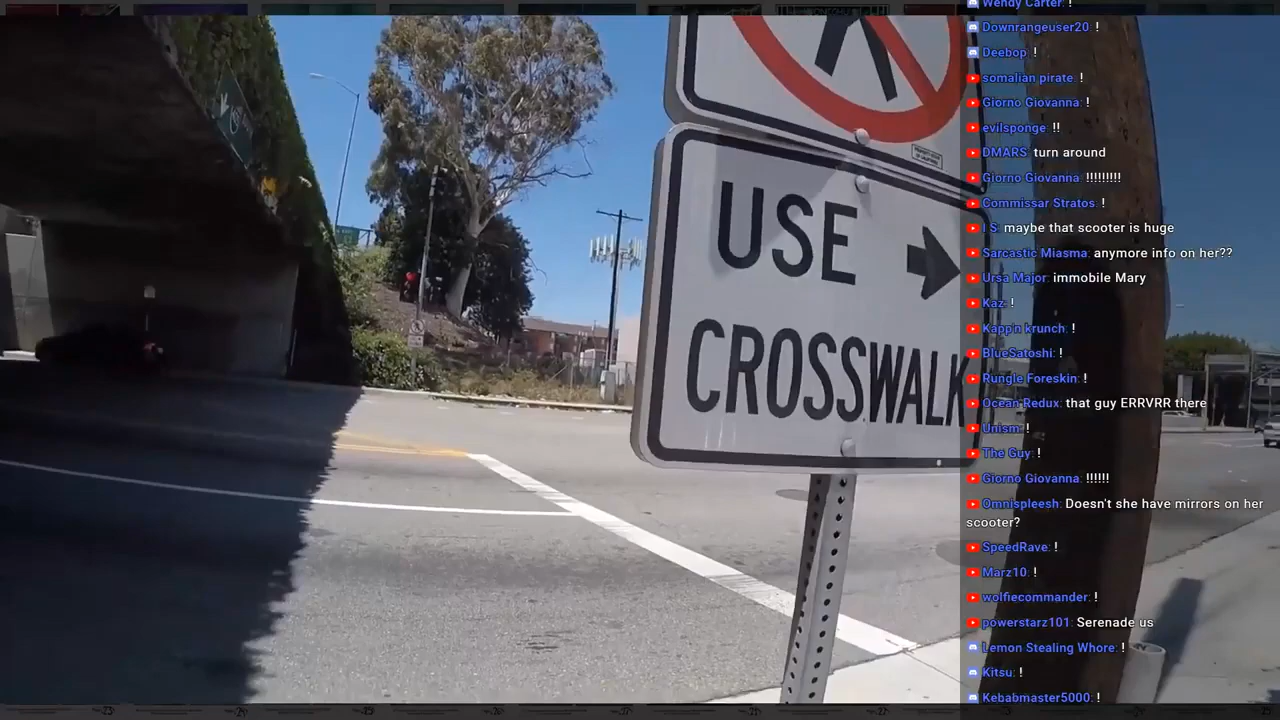 USE
CROSSWALK
Wendy Carter: !
Downrangeuser20: !
Deebop: !
somalian pirate: !
Giorno Giovanna: !
evilsponge: !!
DMARS: turn around
Giorno Giovanna: !!!!!!!!!
Commissar Stratos: !
I S: maybe that scooter is huge
Sarcastic Miasma: anymore info on her??
Ursa Major: immobile Mary
Kaz: !
Kapp'n krunch: !
BlueSatoshi: !
Rungle Foreskin: !
Ocean Redux: that guy ERRVRR there
Unism: !
The Guy: !
Giorno Giovanna: !!!!!!
Omnispleesh: Doesn't she have mirrors on her
scooter?
SpeedRave: !
Marz10: !
wolfiecommander: !
powerstarz101: Serenade us
Lemon Stealing Whore: !
Kitsu: !
Kebabmaster5000: !